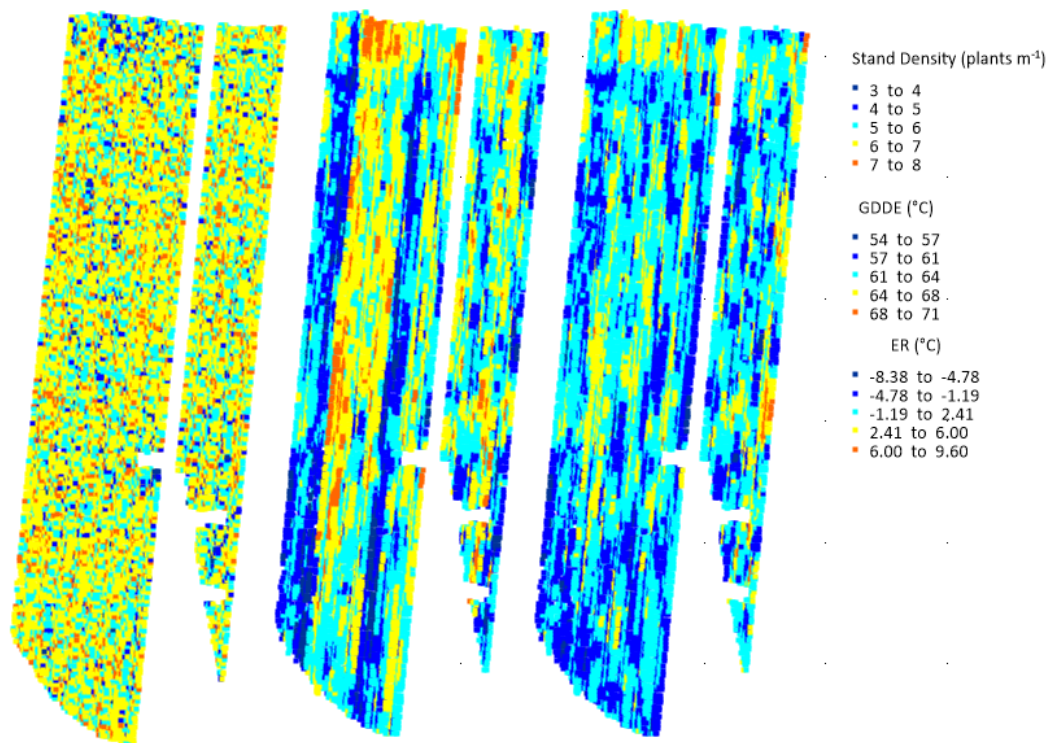 Stand Density (plants m-1)
3 to 4
4 to 5
5 to 6
6 to 7
7 to 8
GDDE (°C)
54 to 57
57 to 61
61 to 64
64 to 68
68 to 71
ER (°C)
-8.38 to -4.78
-4.78 to -1.19
-1.19 to 2.41
2.41 to 6.00
6.00 to 9.60